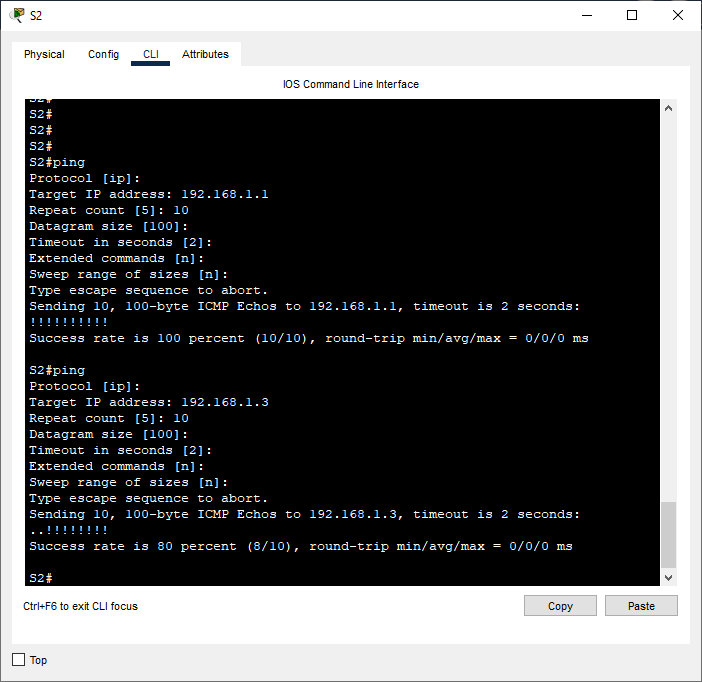 S2
Physical Config CLI Attributes
IOS Command Line Interface
S2#
S2#
S2#
S2#
S2#ping
Protocol [ip]:
Target IP address: 192.168.1.1
Repeat count [5]: 10
Datagram size [100]:
Timeout in seconds [2]:
Extended commands [n]:
Sweep range of sizes [n]:
Type escape sequence to abort.
Sending 10, 100-byte ICMP Echos to 192.168.1.1, timeout is 2 seconds:
!!!!!!!!!!
Success rate is 100 percent (10/10), round-trip min/avg/max = 0/0/0 ms
S2#ping
Protocol [ip]:
Target IP address: 192.168.1.3
Repeat count [5]: 10
Datagram size [100]:
Timeout in seconds [2]:
Extended commands [n]:
Sweep range of sizes [n]:
Type escape sequence to abort.
Sending 10, 100-byte ICMP Echos to 192.168.1.3, timeout is 2 seconds:
..!!!!!!!!
Success rate is 80 percent (8/10), round-trip min/avg/max = 0/0/0 ms
S2#
Ctrl+F6 to exit CLI focus
Copy
Paste
Top